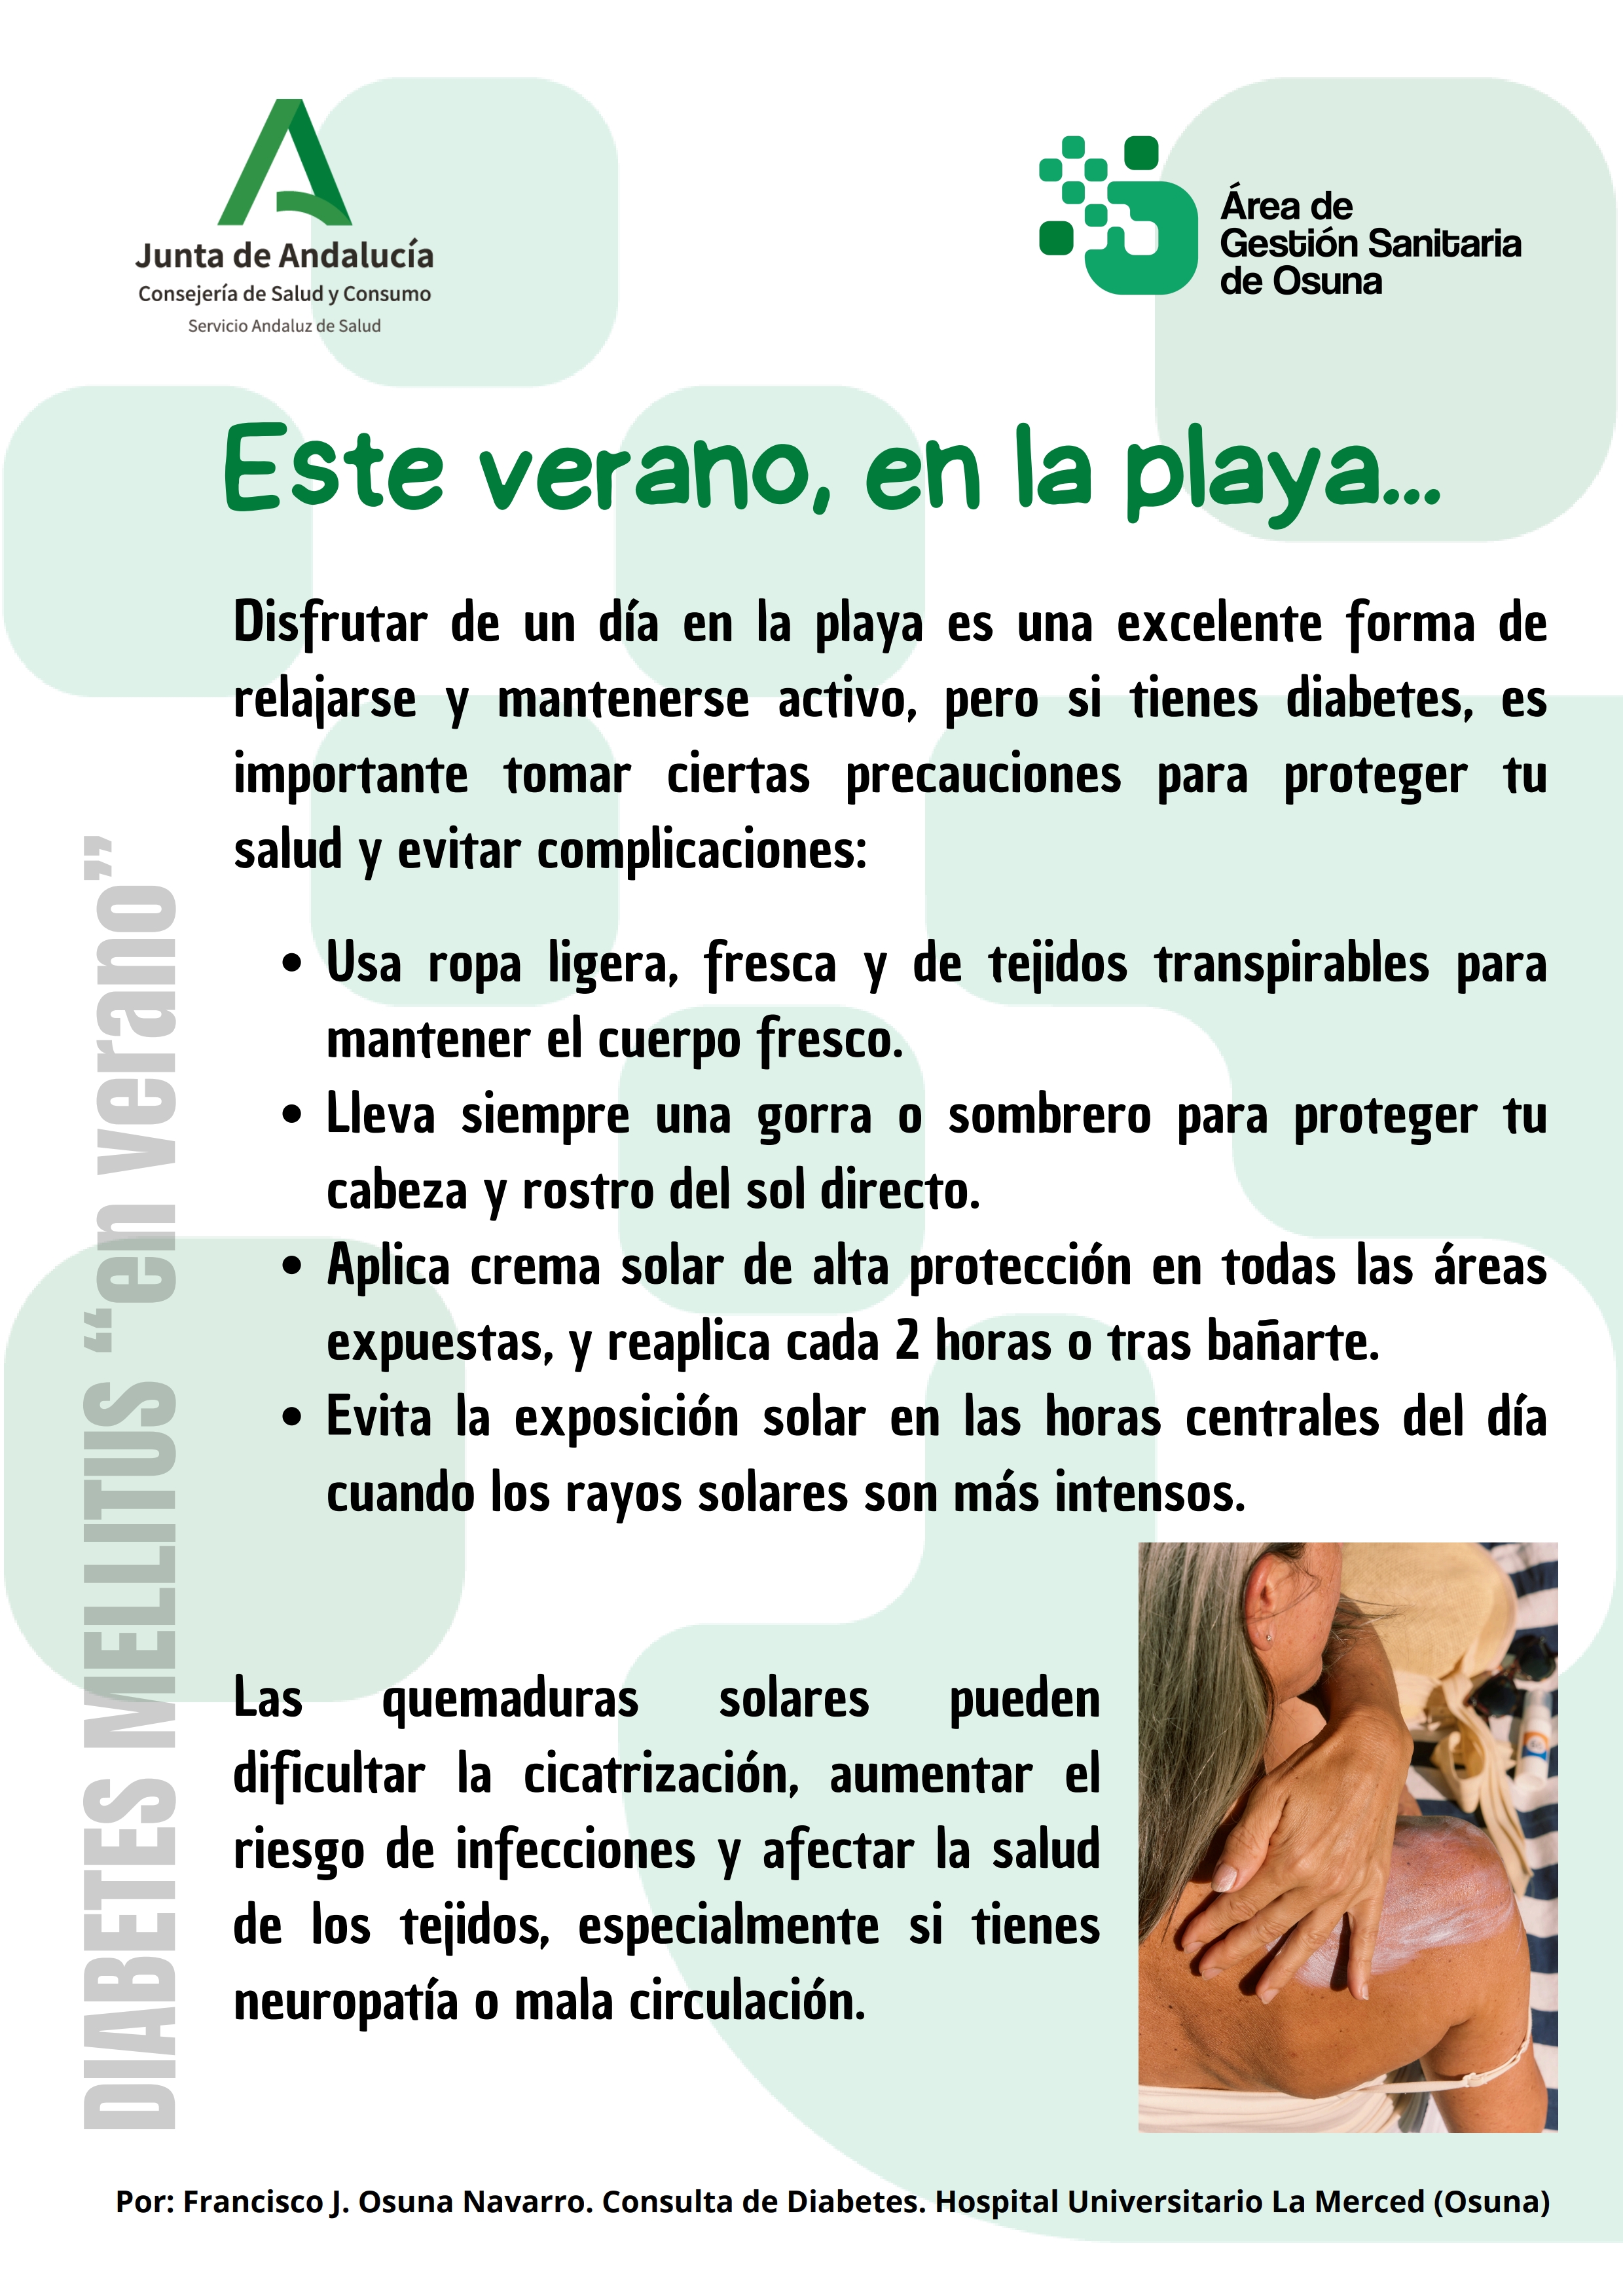 Junta de Andalucía
Consejería de Salud y Consumo
Servicio Andaluz de Salud
Área de
Gestión Sanitaria
de Osuna
Este verano, en la playa...
Disfrutar de un día en la playa es una excelente forma de
relajarse y mantenerse activo, pero si tienes diabetes, es
importante tomar ciertas precauciones para proteger tu
salud y evitar complicaciones:
• Usa ropa ligera, fresca y de tejidos transpirables para
mantener el cuerpo fresco.
• Lleva siempre una gorra o sombrero para proteger tu
cabeza y rostro del sol directo.
• Aplica crema solar de alta protección en todas las áreas
expuestas, y reaplica cada 2 horas o tras bañarte.
• Evita la exposición solar en las horas centrales del día
cuando los rayos solares son más intensos.
Las quemaduras solares pueden
dificultar la cicatrización, aumentar el
riesgo de infecciones y afectar la salud
de los tejidos, especialmente si tienes
neuropatía o mala circulación.
DIABETES MELLITUS “en verano”
Por: Francisco J. Osuna Navarro. Consulta de Diabetes. Hospital Universitario La Merced (Osuna)